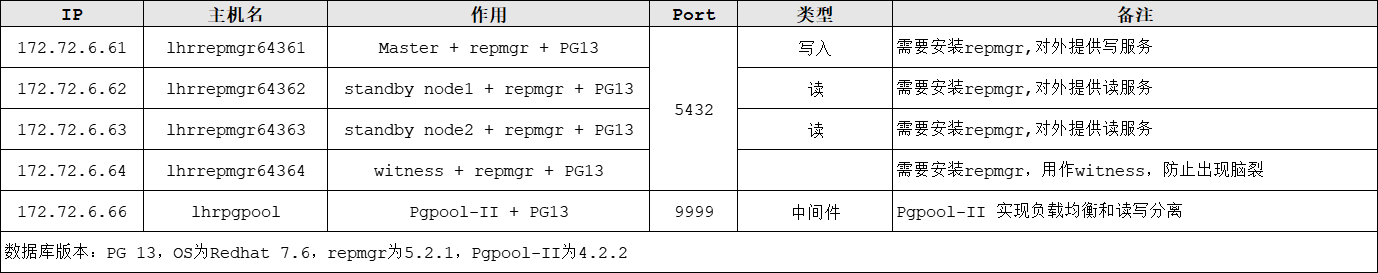 IP 主机名 作用 Port 类型 备注
172.72.6.61 lhrrepmgr64361 Master + repmgr + PG13 写入 需要安装repmgr,对外提供写服务
172.72.6.62 lhrrepmgr64362 standby node1 + repmgr + PG13 读 需要安装repmgr,对外提供读服务
5432
172.72.6.63 lhrrepmgr64363 standby node2 + repmgr + PG13 读 需要安装repmgr,对外提供读服务
172.72.6.64 lhrrepmgr64364 witness + repmgr + PG13 需要安装repmgr，用作witness，防止出现脑裂
172.72.6.66 lhrpgpool Pgpool-II + PG13 9999 中间件 Pgpool-II 实现负载均衡和读写分离
数据库版本：PG 13，OS为Redhat 7.6，repmgr为5.2.1，Pgpool-II为4.2.2